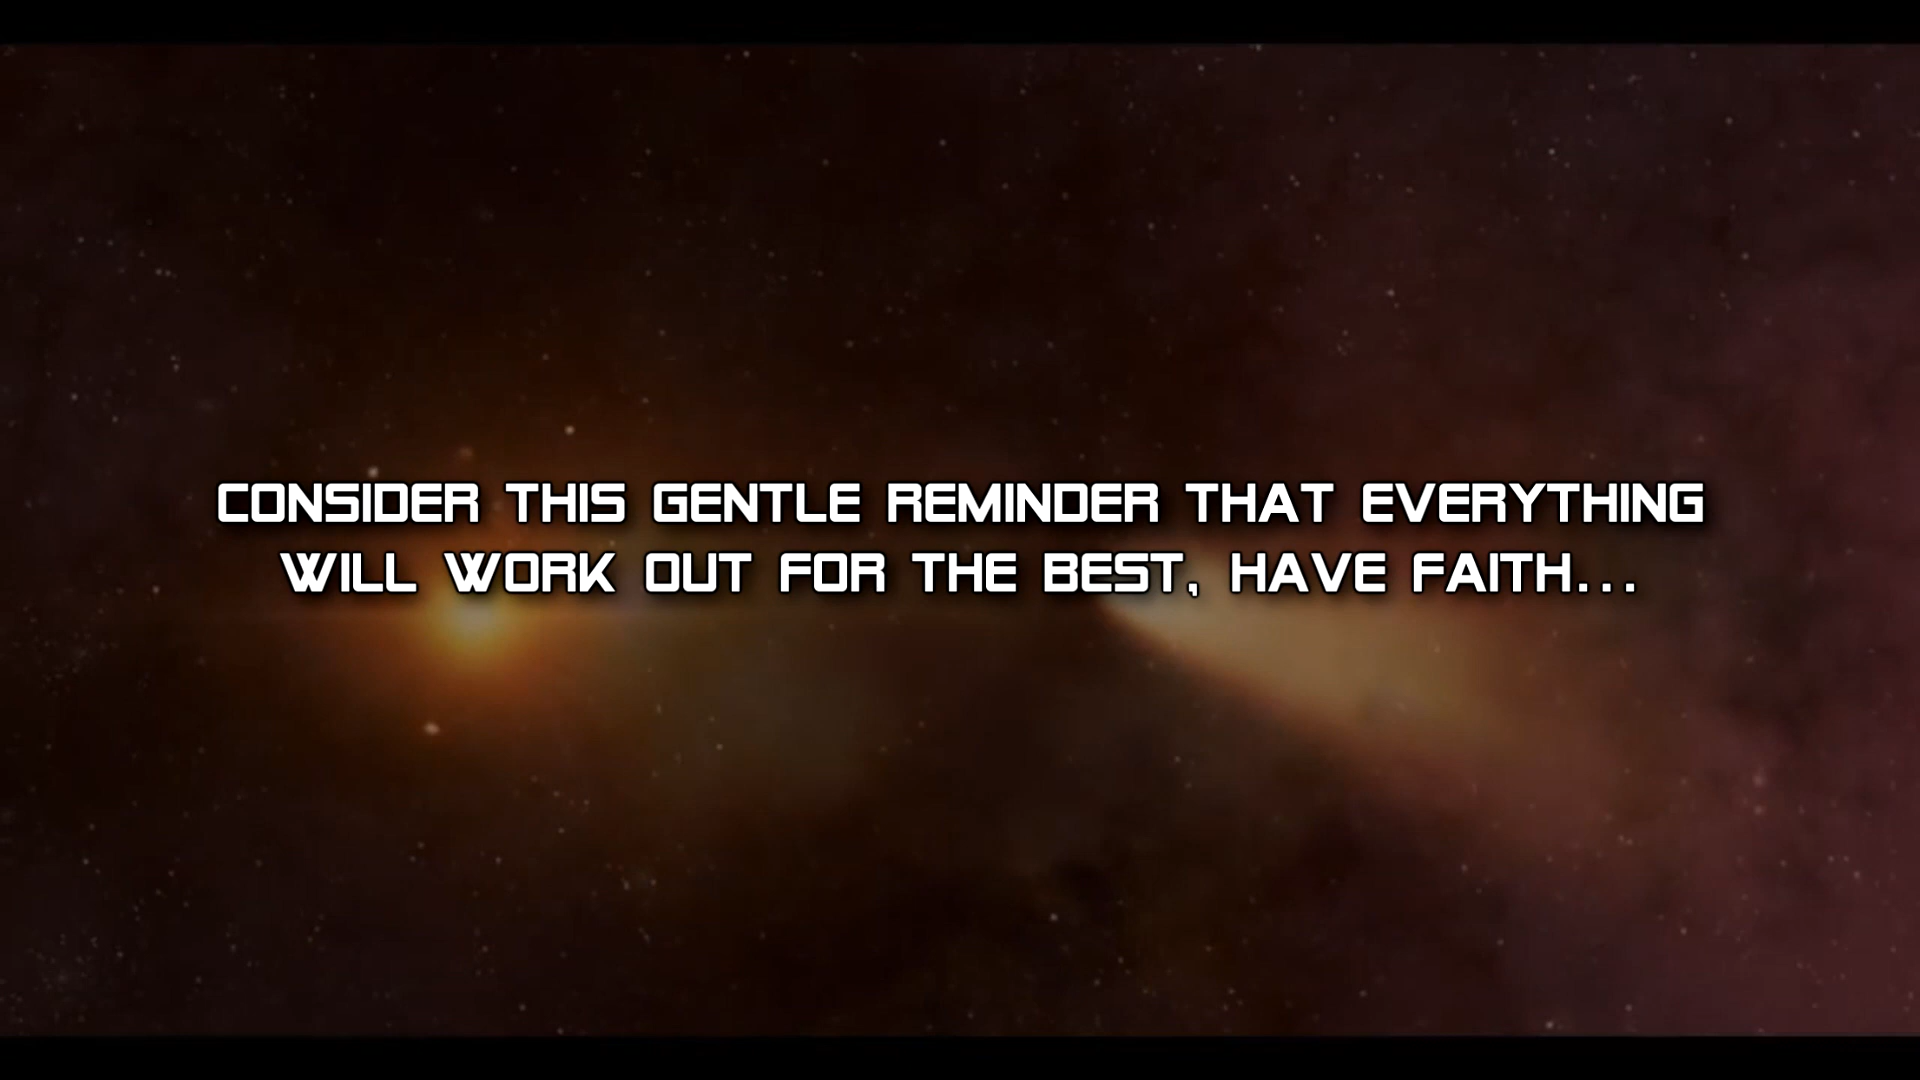 CONSIDER THIS GENTLE REMINDER THAT EVERYTHING
WILL WORK OUT FOR THE BEST, HAVE FAITH...